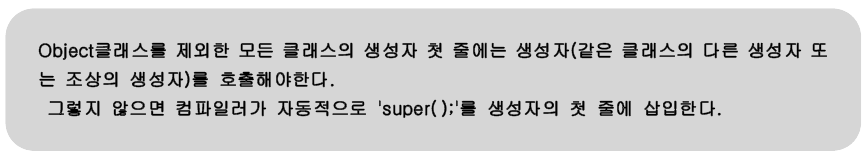 Object클래스를 제외한 모든 클래스의 생성자 첫 줄에는 생성자(같은 클래스의 다른 생성자 또
는 조상의 생성자)를 호출해야한다.
그렇지 않으면 컴파일러가 자동적으로 'super( );'를 생성자의 첫 줄에 삽입한다.